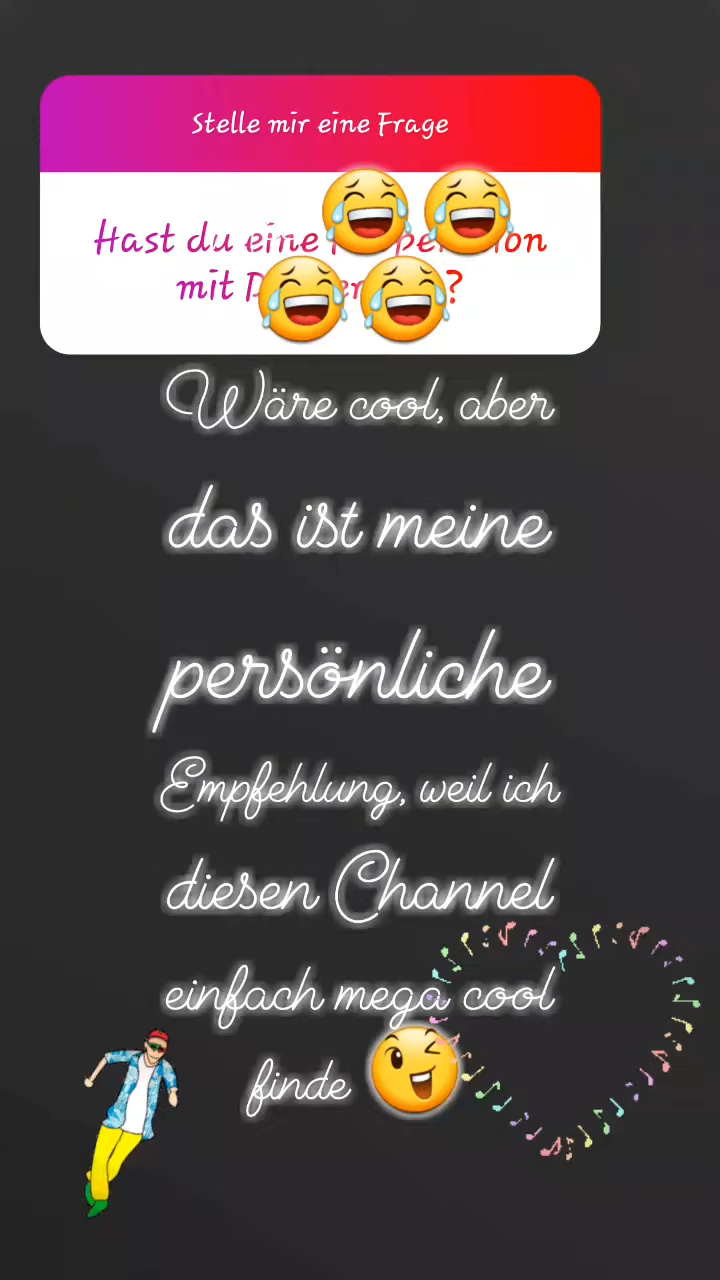 Stelle mir eine Frage
Hast du eine
mit ?
Wäre cool, aber
das ist meine
persönliche
Empfehlung, weil ich
diesen Channel
einfach mega cool
finde